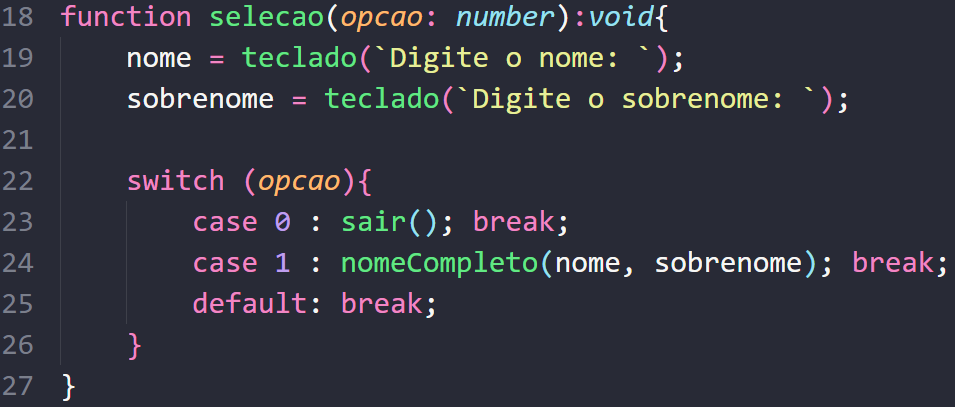 18 function selecao(opcao: number):void{
19     nome = teclado(`Digite o nome: `);
20     sobrenome = teclado(`Digite o sobrenome: `);
21
22     switch (opcao){
23         case 0 : sair(); break;
24         case 1 : nomeCompleto(nome, sobrenome); break;
25         default: break;
26     }
27 }